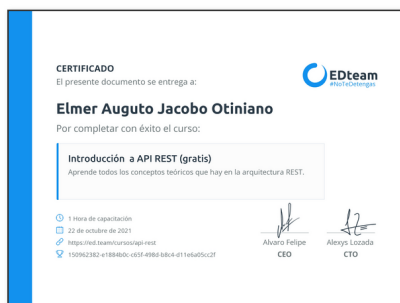 CERTIFICADO
El presente documento se entrega a:
EDteam
#NoTeDetengas
Elmer Auguto Jacobo Otiniano
Por completar con éxito el curso:
Introducción a API REST (gratis)
Aprende todos los conceptos teóricos que hay en la arquitectura REST.
1 Hora de capacitación
22 de octubre de 2021
https://ed.team/cursos/api-rest
150962382-e1884b0c-c65f-498d-b8c4-d11e6a05cc2f
Alvaro Felipe
CEO
Alexys Lozada
CTO